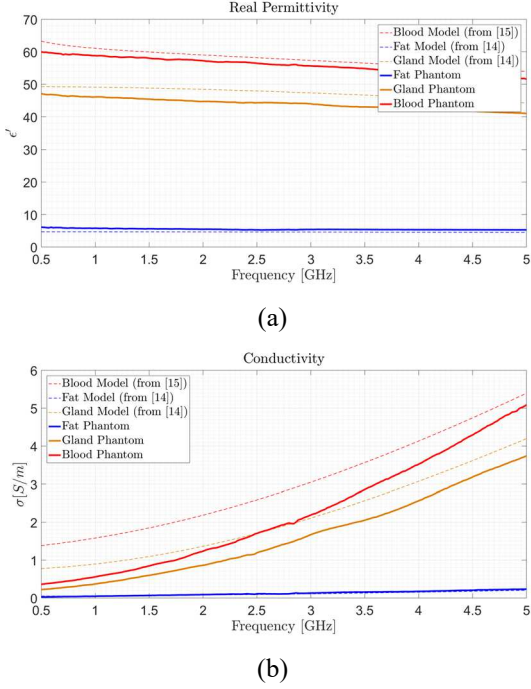 Real Permittivity
70
60
50
40
30
20
10
0
ϵ′
Blood Model (from [15])
Fat Model (from [14])
Gland Model (from [14])
Fat Phantom
Gland Phantom
Blood Phantom
0.5 1 1.5 2 2.5 3 3.5 4 4.5 5
Frequency [GHz]
(a)
Conductivity
6
5
4
3
2
1
0
σ[S/m]
Blood Model (from [15])
Fat Model (from [14])
Gland Model (from [14])
Fat Phantom
Gland Phantom
Blood Phantom
0.5 1 1.5 2 2.5 3 3.5 4 4.5 5
Frequency [GHz]
(b)